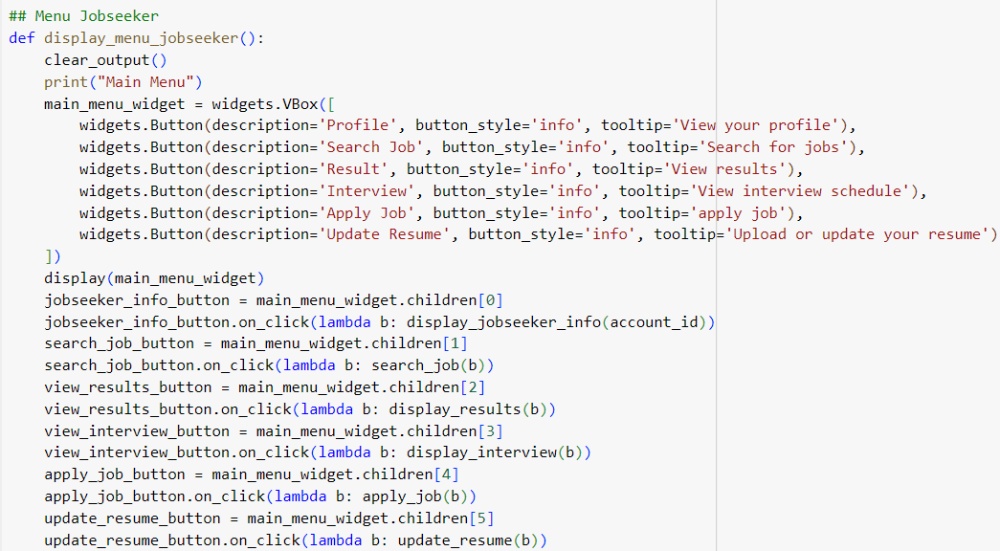 ## Menu Jobseeker
def display_menu_jobseeker():
    clear_output()
    print("Main Menu")
    main_menu_widget = widgets.VBox([
        widgets.Button(description='Profile', button_style='info', tooltip='View your profile'),
        widgets.Button(description='Search Job', button_style='info', tooltip='Search for jobs'),
        widgets.Button(description='Result', button_style='info', tooltip='View results'),
        widgets.Button(description='Interview', button_style='info', tooltip='View interview schedule'),
        widgets.Button(description='Apply Job', button_style='info', tooltip='apply job'),
        widgets.Button(description='Update Resume', button_style='info', tooltip='Upload or update your resume')
    ])
    display(main_menu_widget)
    jobseeker_info_button = main_menu_widget.children[0]
    jobseeker_info_button.on_click(lambda b: display_jobseeker_info(account_id))
    search_job_button = main_menu_widget.children[1]
    search_job_button.on_click(lambda b: search_job(b))
    view_results_button = main_menu_widget.children[2]
    view_results_button.on_click(lambda b: display_results(b))
    view_interview_button = main_menu_widget.children[3]
    view_interview_button.on_click(lambda b: display_interview(b))
    apply_job_button = main_menu_widget.children[4]
    apply_job_button.on_click(lambda b: apply_job(b))
    update_resume_button = main_menu_widget.children[5]
    update_resume_button.on_click(lambda b: update_resume(b))